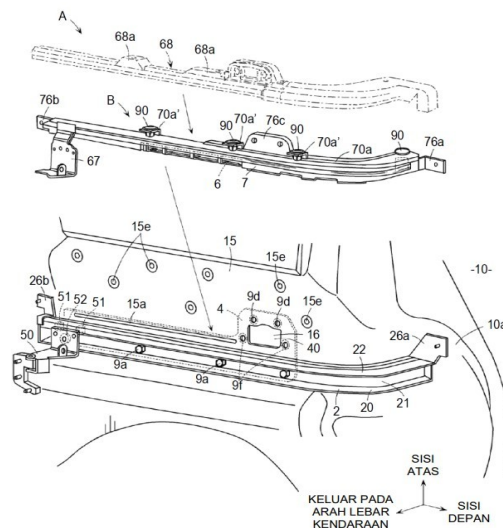 A
68a
68
68a
76b
B
90
70a'
90
70a'
76c
90
70a'
70a
90
76a
67
6
7
15e
15
15e
-10-
26b
51
52
51
15a
4
9d
9d
15e
16
40
26a
10a
50
22
9a
9a
9f
2
20
21
SISI
ATAS
KELUAR PADA
ARAH LEBAR
KENDARAAN
SISI
DEPAN